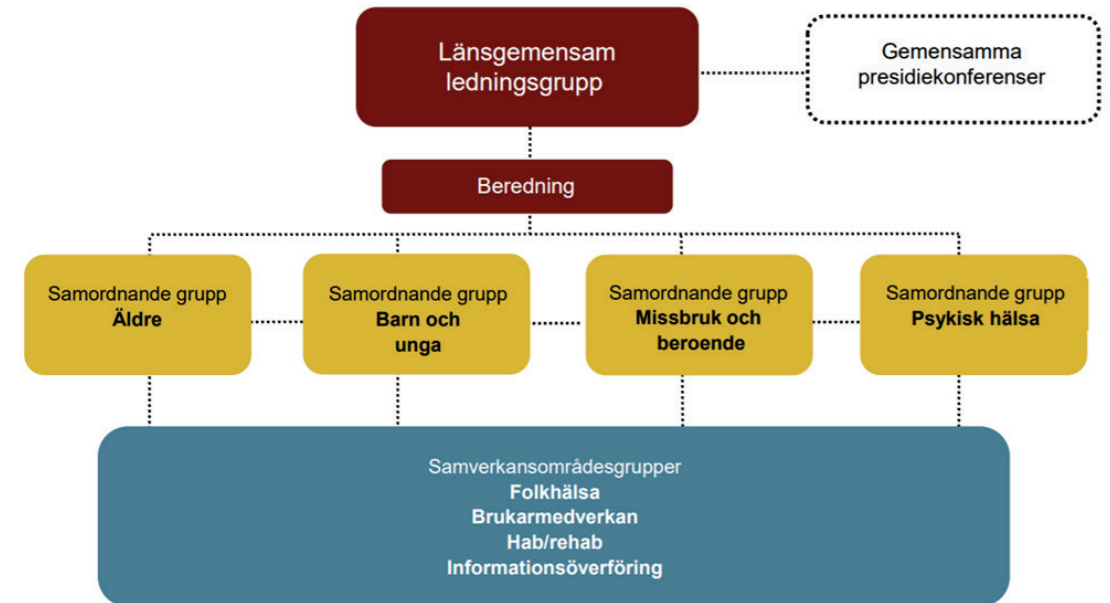 Länsgemensam
ledningsgrupp
Gemensamma
presidiekonferenser
Beredning
Samordnande grupp
Äldre
Samordnande grupp
Barn och
unga
Samordnande grupp
Missbruk och
beroende
Samordnande grupp
Psykisk hälsa
Samverkansområdesgrupper
Folkhälsa
Brukarmedverkan
Hab/rehab
Informationsöverföring